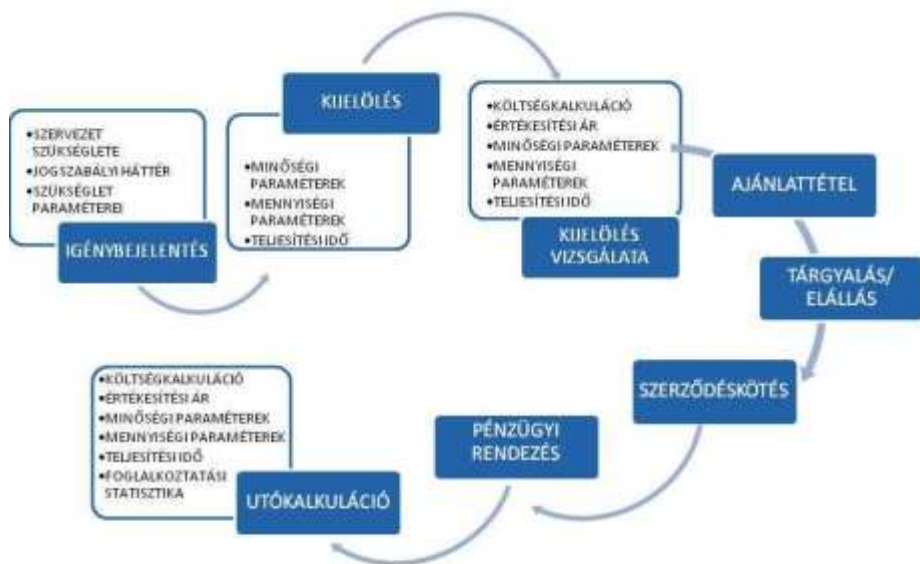 •SZERVEZET
SZÜKSÉGLETE
•JOGSZABÁLYI HÁTTÉR
•SZÜKSÉGLET
PARAMÉTEREI
IGÉNYBEJELENTÉS
KIJELÖLÉS
•MINŐSÉGI
PARAMÉTEREK
•MENNYISÉGI
PARAMÉTEREK
•TELJESÍTÉSI IDŐ
•KÖLTSÉGKALKULÁCIÓ
•ÉRTÉKESÍTÉSI ÁR
•MINŐSÉGI PARAMÉTEREK
•MENNYISÉGI
PARAMÉTEREK
•TELJESÍTÉSI IDŐ
KIJELÖLÉS
VIZSGÁLATA
AJÁNLATTÉTEL
TÁRGYALÁS/
ELÁLLÁS
SZERZŐDÉSKÖTÉS
PÉNZÜGYI
RENDEZÉS
•KÖLTSÉGKALKULÁCIÓ
•ÉRTÉKESÍTÉSI ÁR
•MINŐSÉGI PARAMÉTEREK
•MENNYISÉGI PARAMÉTEREK
•TELJESÍTÉSI IDŐ
•FOGLALKOZTATÁSI
STATISZTIKA
UTÓKALKULÁCIÓ